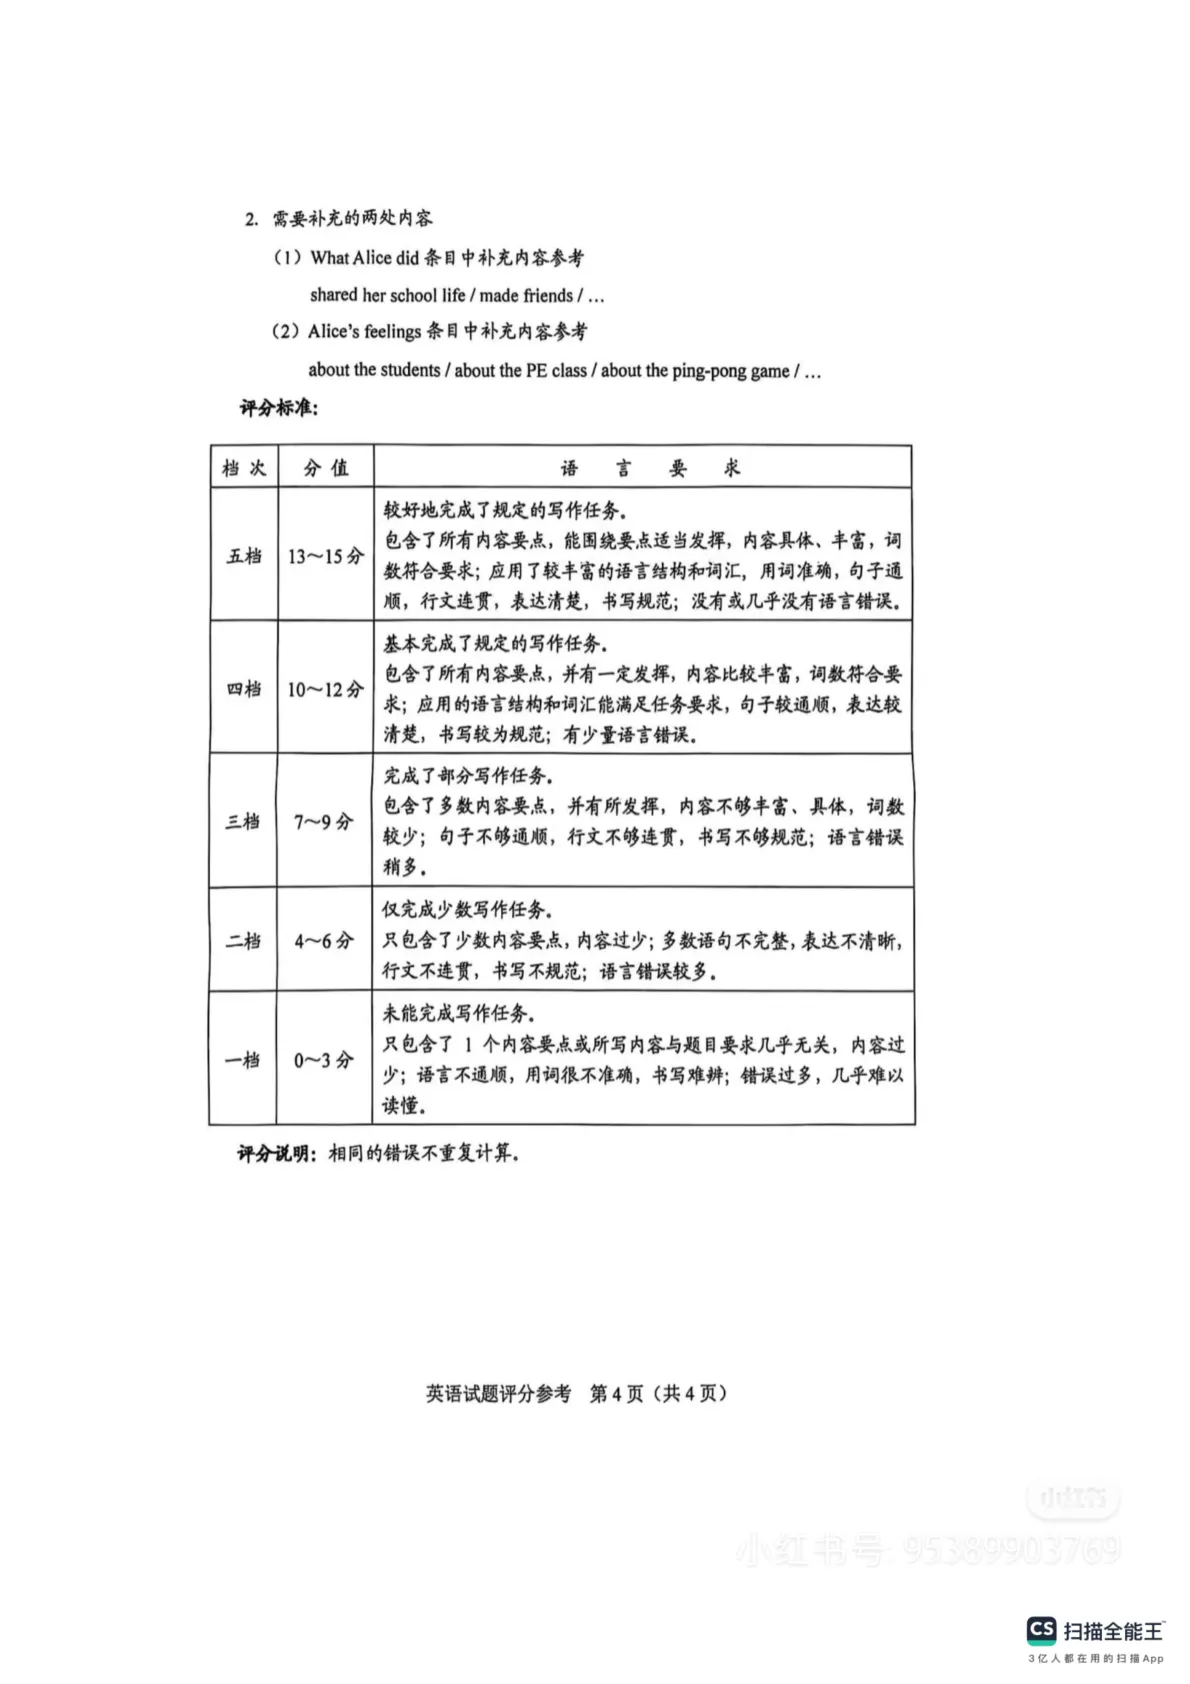 2. 需要补充的两处内容
（1）What Alice did 条目中补充内容参考
shared her school life / made friends / …
（2）Alice's feelings 条目中补充内容参考
about the students / about the PE class / about the ping-pong game / …
评分标准：
档 次 分 值 语 言 要 求
五档 13～15 分
较好地完成了规定的写作任务。
包含了所有内容要点，能围绕要点适当发挥，内容具体、丰富，词
数符合要求；应用了较丰富的语言结构和词汇，用词准确，句子通
顺，行文连贯，表达清楚，书写规范；没有或几乎没有语言错误。
四档 10～12 分
基本完成了规定的写作任务。
包含了所有内容要点，并有一定发挥，内容比较丰富，词数符合要
求；应用的语言结构和词汇能满足任务要求，句子较通顺，表达较
清楚，书写较为规范；有少量语言错误。
三档 7～9 分
完成了部分写作任务。
包含了多数内容要点，并有所发挥，内容不够丰富、具体，词数
较少；句子不够通顺，行文不够连贯，书写不够规范；语言错误
稍多。
二档 4～6 分
仅完成少数写作任务。
只包含了少数内容要点，内容过少；多数语句不完整，表达不清晰，
行文不连贯，书写不规范；语言错误较多。
一档 0～3 分
未能完成写作任务。
只包含了 1 个内容要点或所写内容与题目要求几乎无关，内容过
少；语言不通顺，用词很不准确，书写难辨；错误过多，几乎难以
读懂。
评分说明：相同的错误不重复计算。
英语试题评分参考 第 4 页（共 4 页）
小红书
小红书号: 95389903769
CS 扫描全能王™
3亿人都在用的扫描App